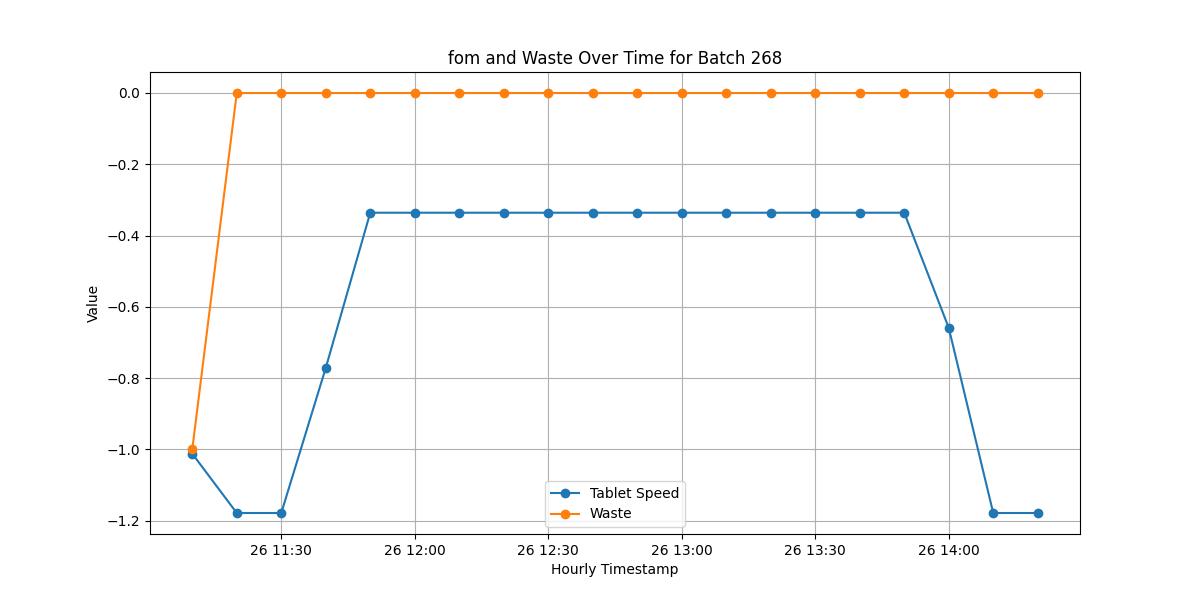 fom and Waste Over Time for Batch 268
0.0
−0.2
−0.4
−0.6
−0.8
−1.0
−1.2
Value
Tablet Speed
Waste
26 11:30 26 12:00 26 12:30 26 13:00 26 13:30 26 14:00
Hourly Timestamp